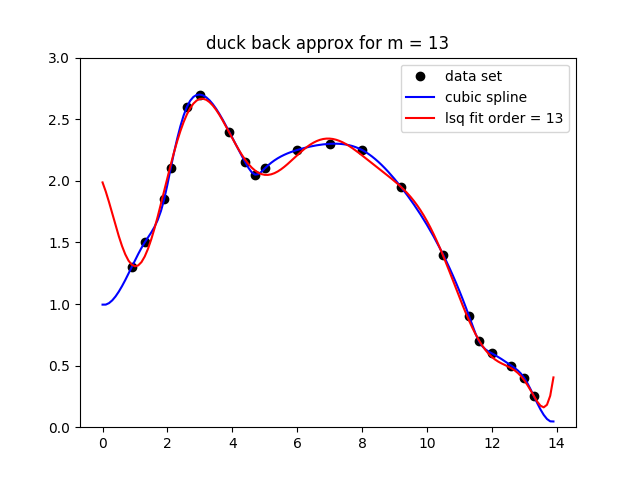 duck back approx for m = 13
data set
cubic spline
lsq fit order = 13
3.0
2.5
2.0
1.5
1.0
0.5
0.0
0 2 4 6 8 10 12 14